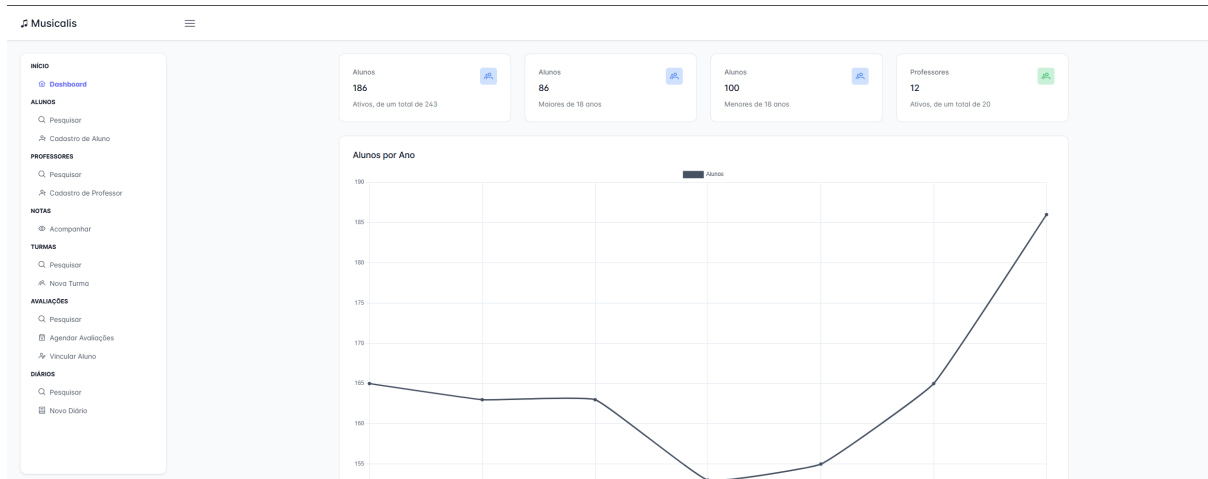 Musicalis
INÍCIO
Dashboard
ALUNOS
Pesquisar
Cadastro de Aluno
PROFESSORES
Pesquisar
Cadastro de Professor
NOTAS
Acompanhar
TURMAS
Pesquisar
Nova Turma
AVALIAÇÕES
Pesquisar
Agendar Avaliações
Vincular Aluno
DIÁRIOS
Pesquisar
Novo Diário
Alunos
186
Ativos, de um total de 243
Alunos
86
Maiores de 18 anos
Alunos
100
Menores de 18 anos
Professores
12
Ativos, de um total de 20
Alunos por Ano
Alunos
190
185
180
175
170
165
160
155